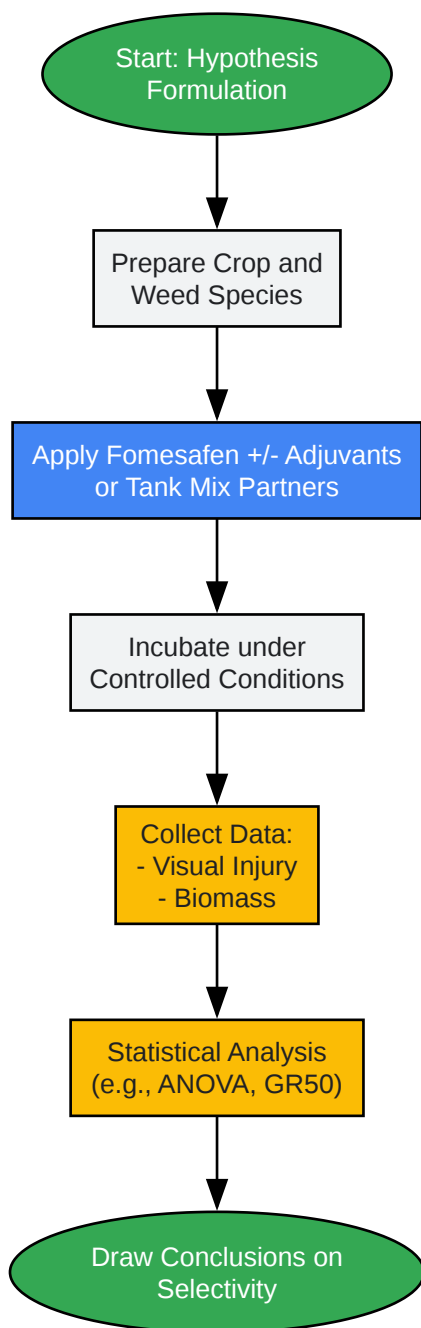 Start: Hypothesis
Formulation
Prepare Crop and
Weed Species
Apply Fomesafen +/- Adjuvants
or Tank Mix Partners
Incubate under
Controlled Conditions
Collect Data:
- Visual Injury
- Biomass
Statistical Analysis
(e.g., ANOVA, GR50)
Draw Conclusions on
Selectivity